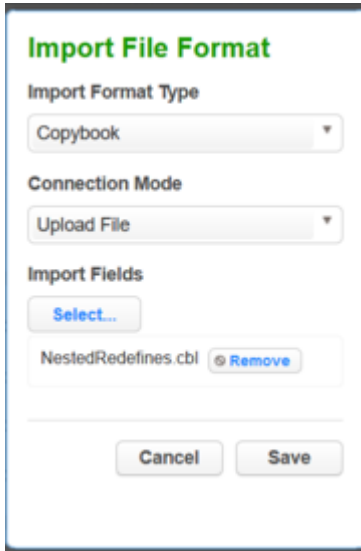 Import File Format
Import Format Type
Copybook
Connection Mode
Upload File
Import Fields
Select...
NestedRedefines.cbl Remove
Cancel Save